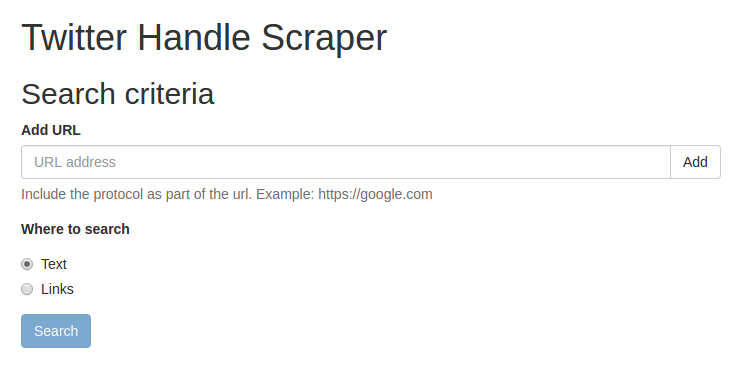 Twitter Handle Scraper
Search criteria
Add URL
URL address
Add
Include the protocol as part of the url. Example: https://google.com
Where to search
Text
Links
Search